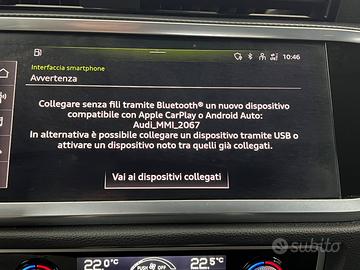 10:46
Interfaccia smartphone
Avvertenza
Collegare senza fili tramite Bluetooth® un nuovo dispositivo
compatibile con Apple CarPlay o Android Auto:
Audi_MMI_2067
In alternativa è possibile collegare un dispositivo tramite USB o
attivare un dispositivo noto tra quelli già collegati.
Vai ai dispositivi collegati
22.0°C
PUSH
OFF
22.5°C
subito